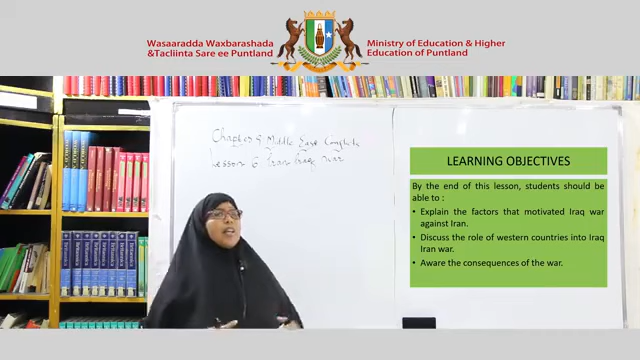 Wasaaradda Waxbarashada
&Tacliinta Sare ee Puntland
Ministry of Education & Higher
Education of Puntland
Chapter 9 Middle East Conflicts
Lesson 6 Iran Iraq war
LEARNING OBJECTIVES
By the end of this lesson, students should be
able to :
• Explain the factors that motivated Iraq war
against Iran.
• Discuss the role of western countries into Iraq
Iran war.
• Aware the consequences of the war.